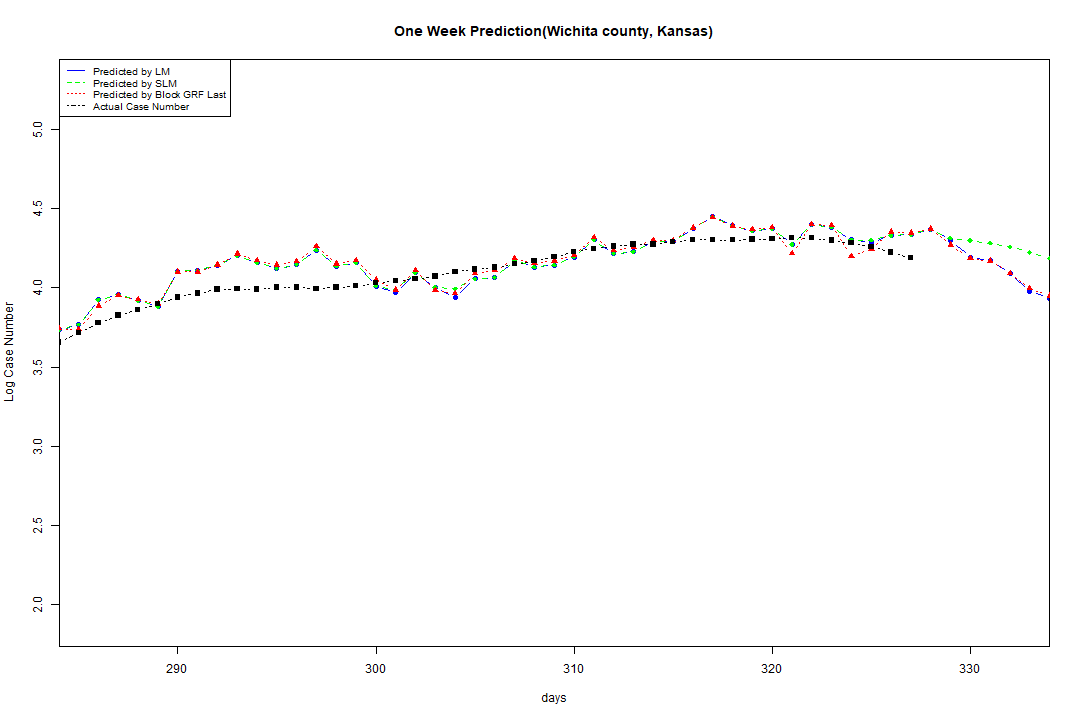 One Week Prediction(Wichita county, Kansas)
Predicted by LM
Predicted by SLM
Predicted by Block GRF Last
Actual Case Number
5.0
4.5
4.0
3.5
3.0
2.5
2.0
Log Case Number
290 300 310 320 330
days